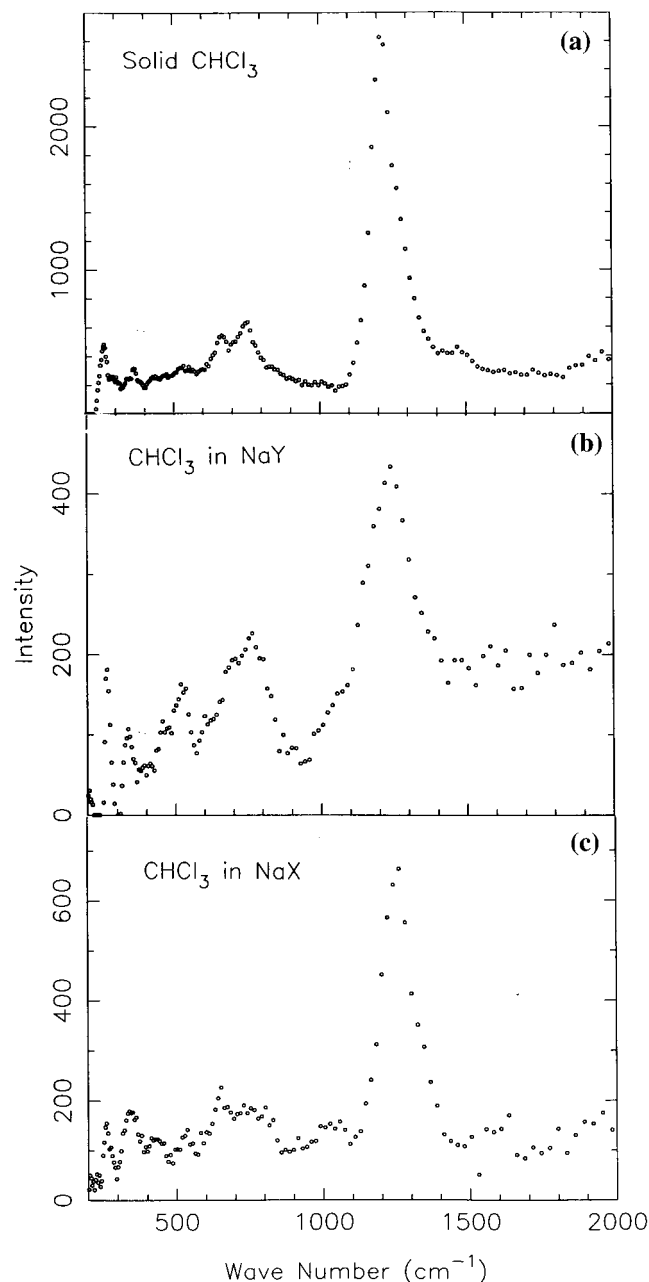 (a)
Solid CHCl₃
2000
1000
(b)
CHCl₃ in NaY
400
200
0
Intensity
(c)
CHCl₃ in NaX
600
400
200
0
500 1000 1500 2000
Wave Number (cm⁻¹)